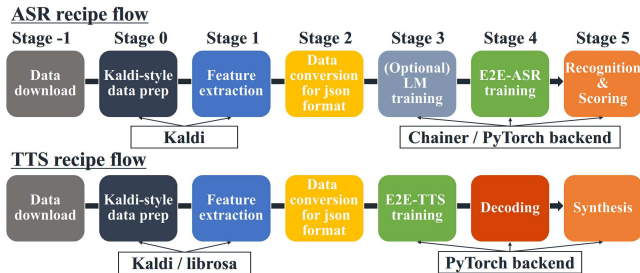 ASR recipe flow
Stage -1 Stage 0 Stage 1 Stage 2 Stage 3 Stage 4 Stage 5
Data download
Kaldi-style data prep
Feature extraction
Data conversion for json format
(Optional) LM training
E2E-ASR training
Recognition & Scoring
Kaldi
Chainer / PyTorch backend
TTS recipe flow
Data download
Kaldi-style data prep
Feature extraction
Data conversion for json format
E2E-TTS training
Decoding
Synthesis
Kaldi / librosa
PyTorch backend